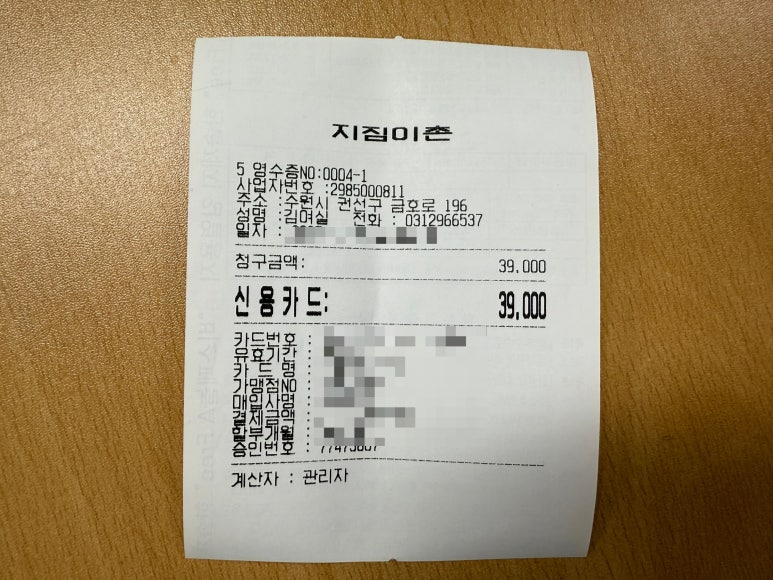 지짐이촌
5 영수증NO:0004-1
사업자번호 :2985000811
주소 :수원시 권선구 금호로 196
성명 :김며실 전화 : 0312966537
일자 :
청구금액: 39,000
신용카드: 39,000
카드번호 :
유효기간 :
카 드 명 :
가맹점NO :
매입사명 :
결제금액 :
할부개월 :
승인번호 :
계산자 : 관리자